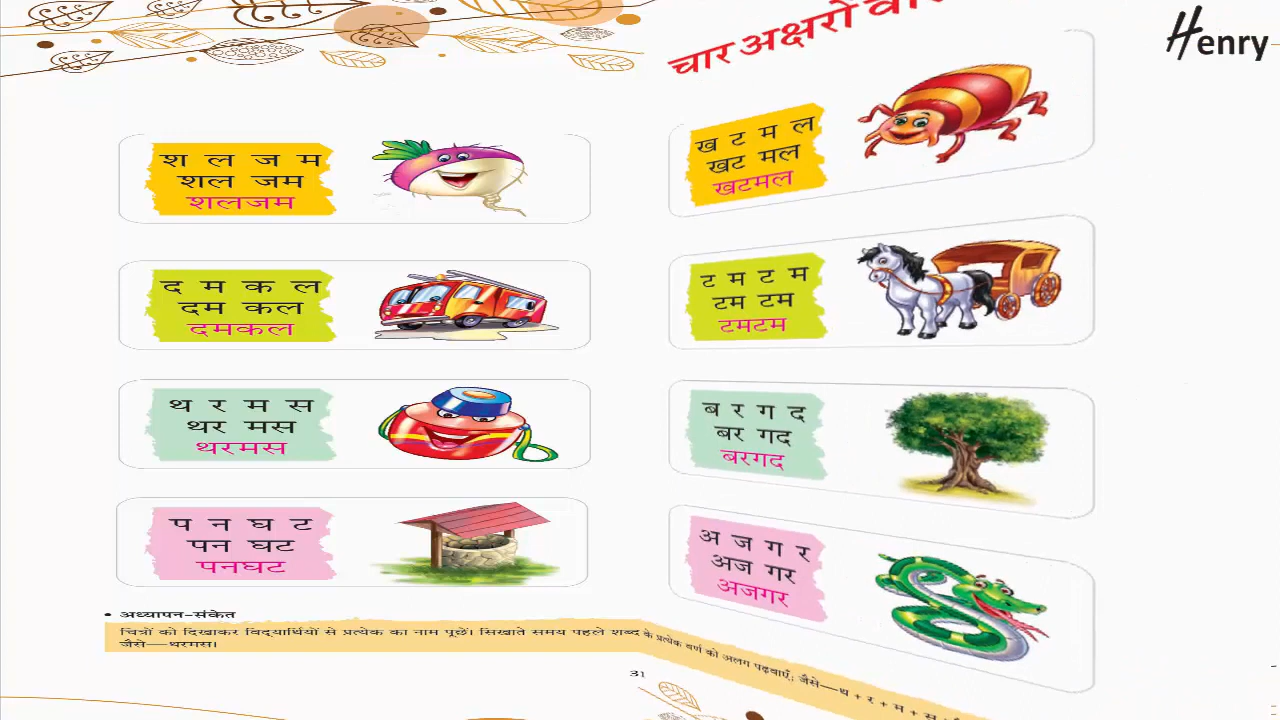 चार अक्षरों
Henry
श ल ज म
शल जम
शलजम
द म क ल
दम कल
दमकल
थ र म स
थर मस
थरमस
प न घ ट
पन घट
पनघट
ख ट म ल
खट मल
खटमल
ट म ट म
टम टम
टमटम
ब र ग द
बर गद
बरगद
अ ज ग र
अज गर
अजगर
• अध्यापन-संकेत
चित्रों को दिखाकर विद्यार्थियों से प्रत्येक का नाम पूछें। सिखाते समय पहले शब्द के प्रत्येक वर्ण को अलग पढ़वाएँ; जैसे—थ + र + म + स
जैसे—थरमस।
31